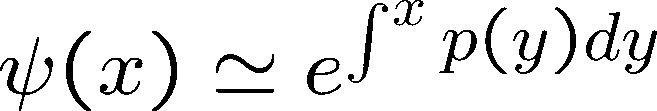 ψ(x) ≃ e^{∫^x p(y)dy}